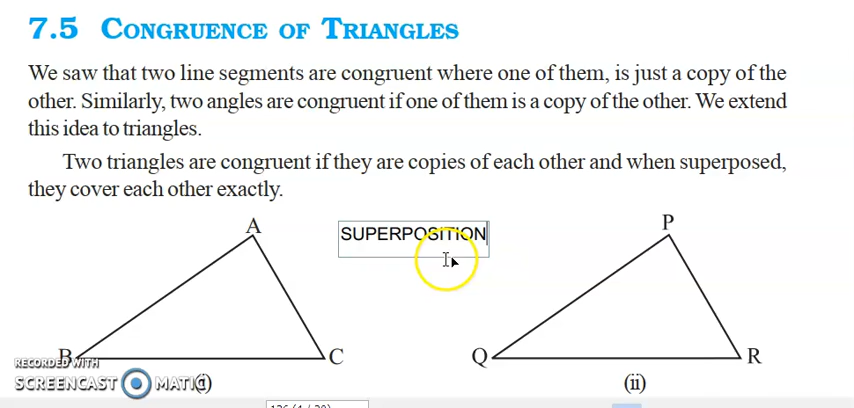 7.5 CONGRUENCE OF TRIANGLES
We saw that two line segments are congruent where one of them, is just a copy of the
other. Similarly, two angles are congruent if one of them is a copy of the other. We extend
this idea to triangles.
Two triangles are congruent if they are copies of each other and when superposed,
they cover each other exactly.
A
SUPERPOSITION
P
B
C
Q
R
RECORDED WITH
SCREENCAST MATIC
(i)
(ii)